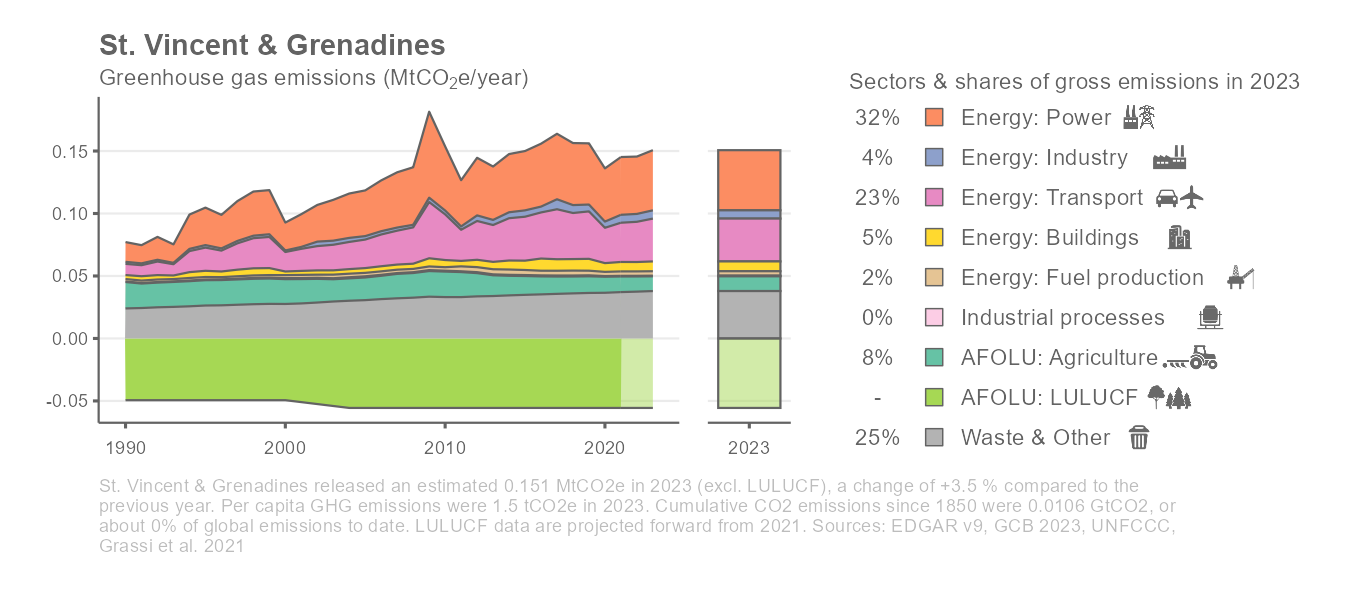 St. Vincent & Grenadines
Greenhouse gas emissions (MtCO₂e/year)
0.15
0.10
0.05
0.00
-0.05
1990
2000
2010
2020
2023
Sectors & shares of gross emissions in 2023
32% Energy: Power
4% Energy: Industry
23% Energy: Transport
5% Energy: Buildings
2% Energy: Fuel production
0% Industrial processes
8% AFOLU: Agriculture
- AFOLU: LULUCF
25% Waste & Other
St. Vincent & Grenadines released an estimated 0.151 MtCO2e in 2023 (excl. LULUCF), a change of +3.5 % compared to the
previous year. Per capita GHG emissions were 1.5 tCO2e in 2023. Cumulative CO2 emissions since 1850 were 0.0106 GtCO2, or
about 0% of global emissions to date. LULUCF data are projected forward from 2021. Sources: EDGAR v9, GCB 2023, UNFCCC,
Grassi et al. 2021